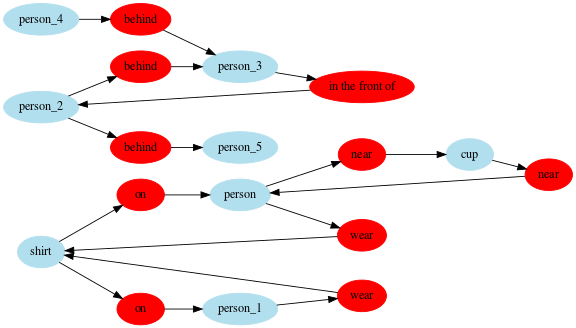 person_4
behind
behind
person_3
in the front of
person_2
behind
person_5
near
cup
near
on
person
wear
shirt
wear
on
person_1